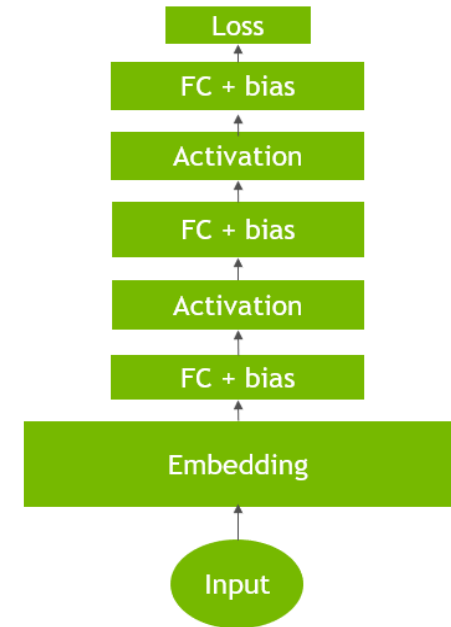 Loss
FC + bias
Activation
FC + bias
Activation
FC + bias
Embedding
Input